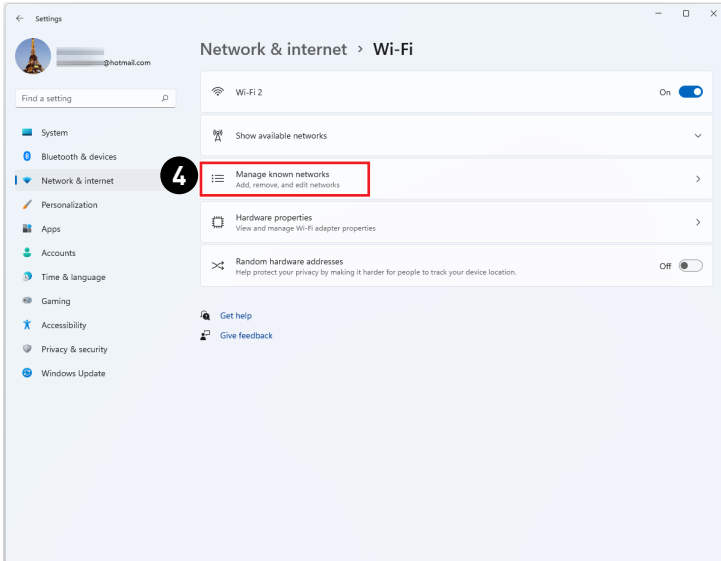 Settings
@hotmail.com
Find a setting
System
Bluetooth & devices
Network & internet
Personalization
Apps
Accounts
Time & language
Gaming
Accessibility
Privacy & security
Windows Update
Network & internet > Wi-Fi
Wi-Fi 2
On
Show available networks
4
Manage known networks
Add, remove, and edit networks
Hardware properties
View and manage Wi-Fi adapter properties
Random hardware addresses
Help protect your privacy by making it harder for people to track your device location.
Off
Get help
Give feedback